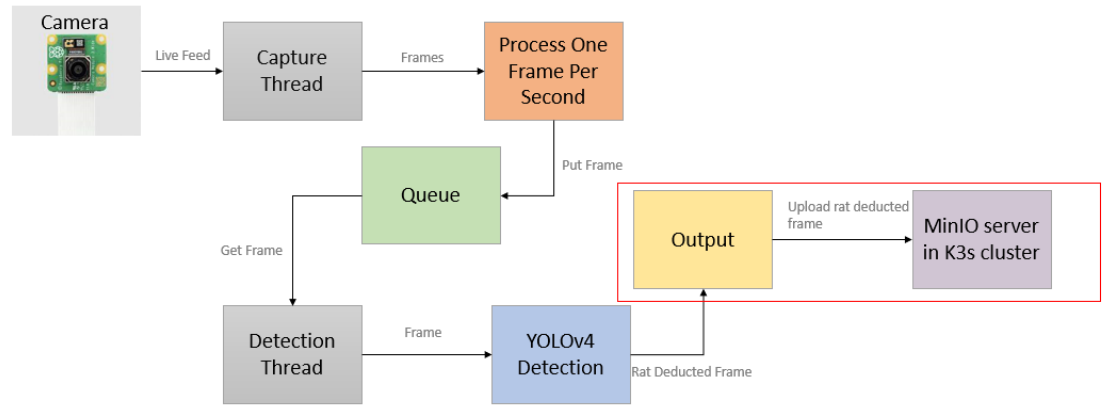 Camera
Live Feed
Capture
Thread
Frames
Process One
Frame Per
Second
Put Frame
Queue
Get Frame
Detection
Thread
Frame
YOLOv4
Detection
Rat Deducted Frame
Output
Upload rat deducted
frame
MinIO server
in K3s cluster